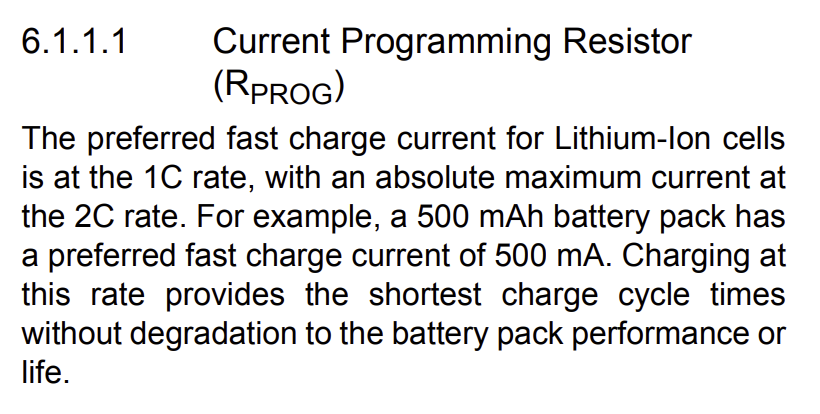 6.1.1.1 Current Programming Resistor
(RPROG)
The preferred fast charge current for Lithium-Ion cells
is at the 1C rate, with an absolute maximum current at
the 2C rate. For example, a 500 mAh battery pack has
a preferred fast charge current of 500 mA. Charging at
this rate provides the shortest charge cycle times
without degradation to the battery pack performance or
life.